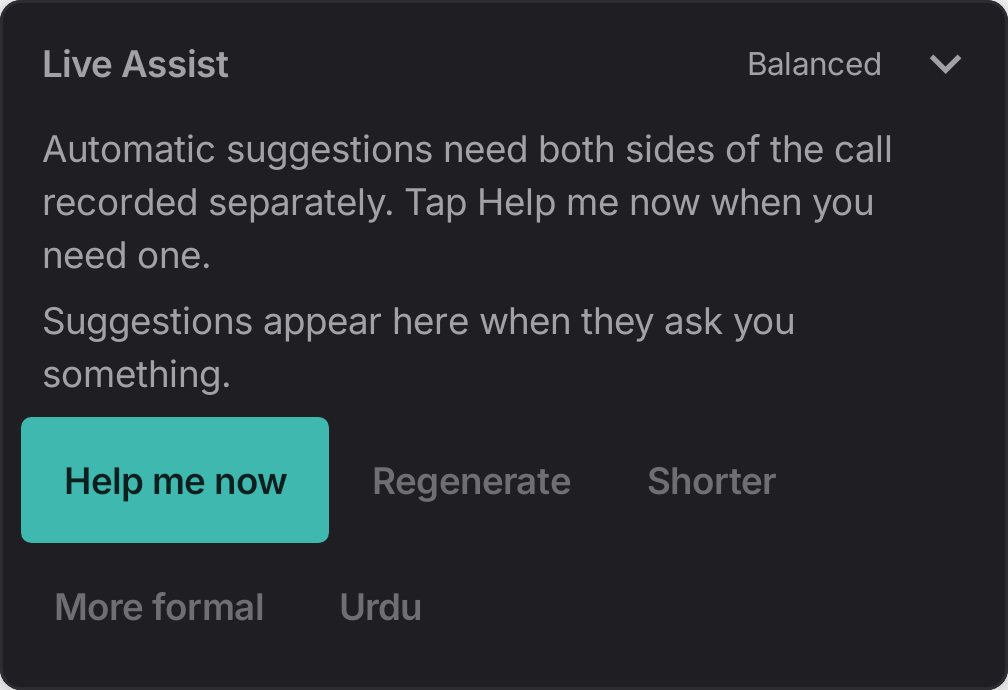 Live Assist
Balanced
Automatic suggestions need both sides of the call
recorded separately. Tap Help me now when you
need one.
Suggestions appear here when they ask you
something.
Help me now
Regenerate
Shorter
More formal
Urdu